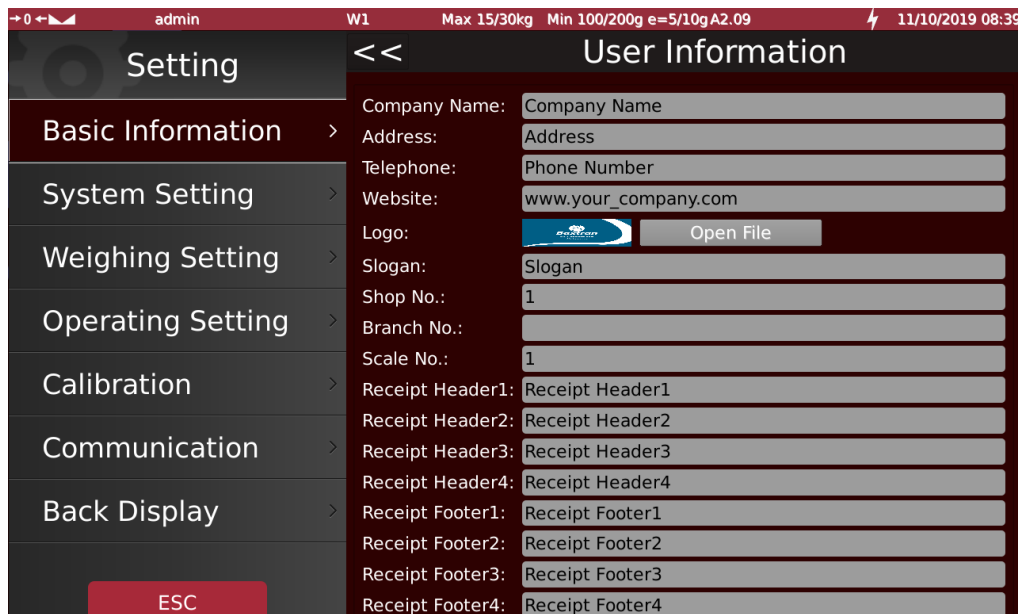 →0← admin W1 Max 15/30kg Min 100/200g e=5/10g A2.09 11/10/2019 08:39
Setting
Basic Information >
System Setting >
Weighing Setting >
Operating Setting >
Calibration >
Communication >
Back Display >
ESC
<< User Information
Company Name: Company Name
Address: Address
Telephone: Phone Number
Website: www.your_company.com
Logo: Baxtran Open File
Slogan: Slogan
Shop No.: 1
Branch No.:
Scale No.: 1
Receipt Header1: Receipt Header1
Receipt Header2: Receipt Header2
Receipt Header3: Receipt Header3
Receipt Header4: Receipt Header4
Receipt Footer1: Receipt Footer1
Receipt Footer2: Receipt Footer2
Receipt Footer3: Receipt Footer3
Receipt Footer4: Receipt Footer4